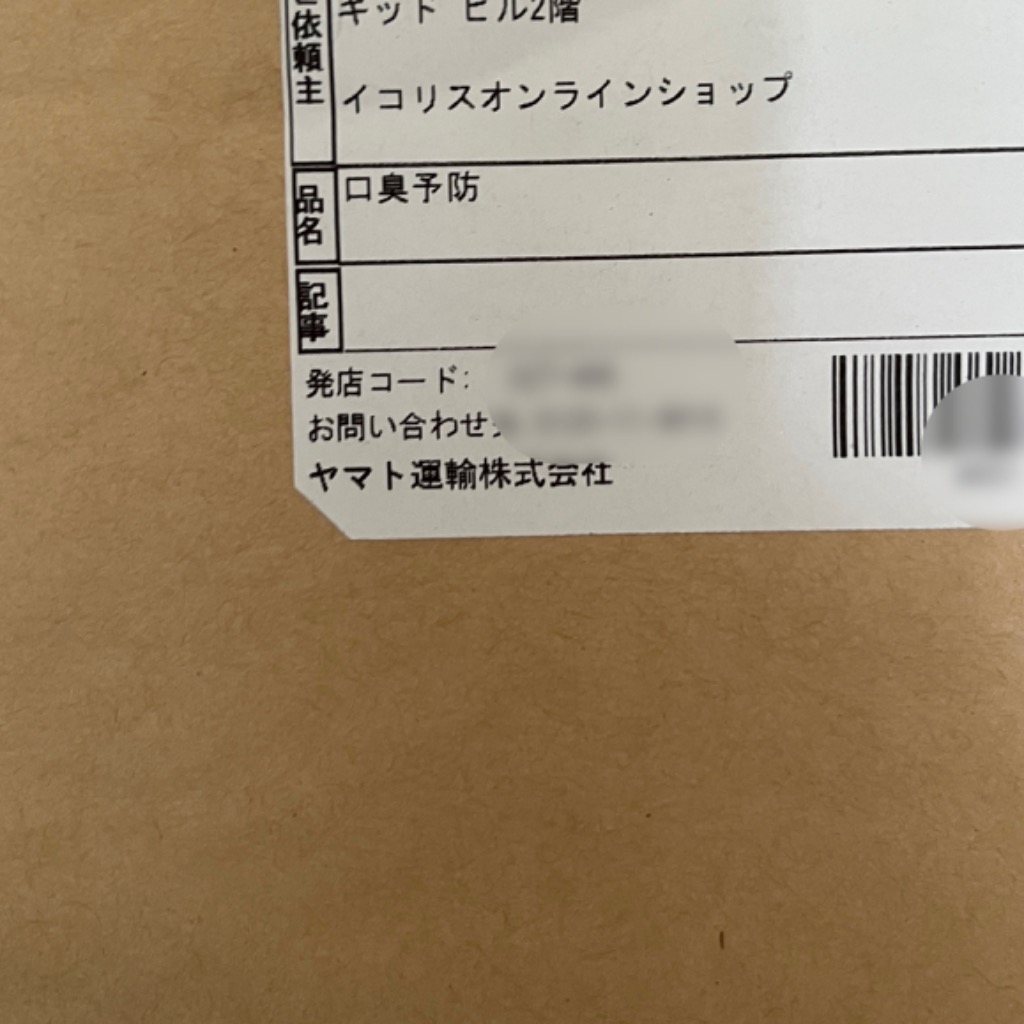 ご依頼主
キッド ビル2階
イコリスオンラインショップ
品名
口臭予防
記事
発店コード:
お問い合わせ
ヤマト運輸株式会社